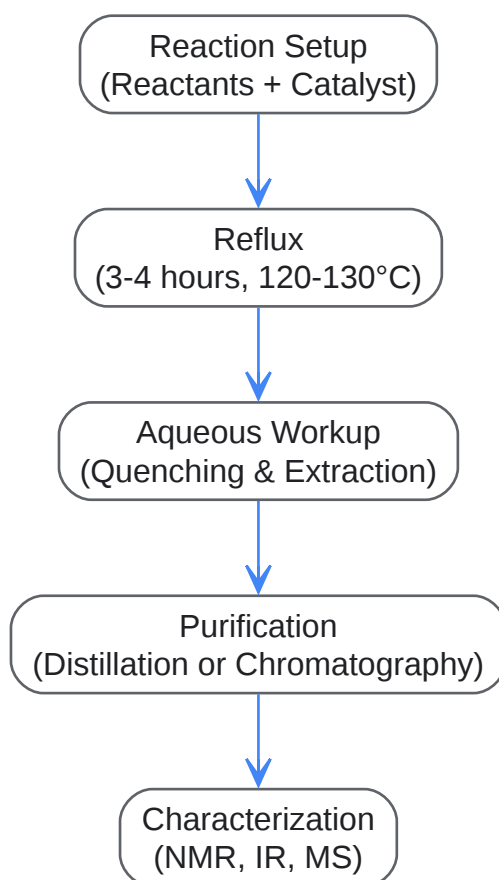 Reaction Setup
(Reactants + Catalyst)
Reflux
(3-4 hours, 120-130°C)
Aqueous Workup
(Quenching & Extraction)
Purification
(Distillation or Chromatography)
Characterization
(NMR, IR, MS)